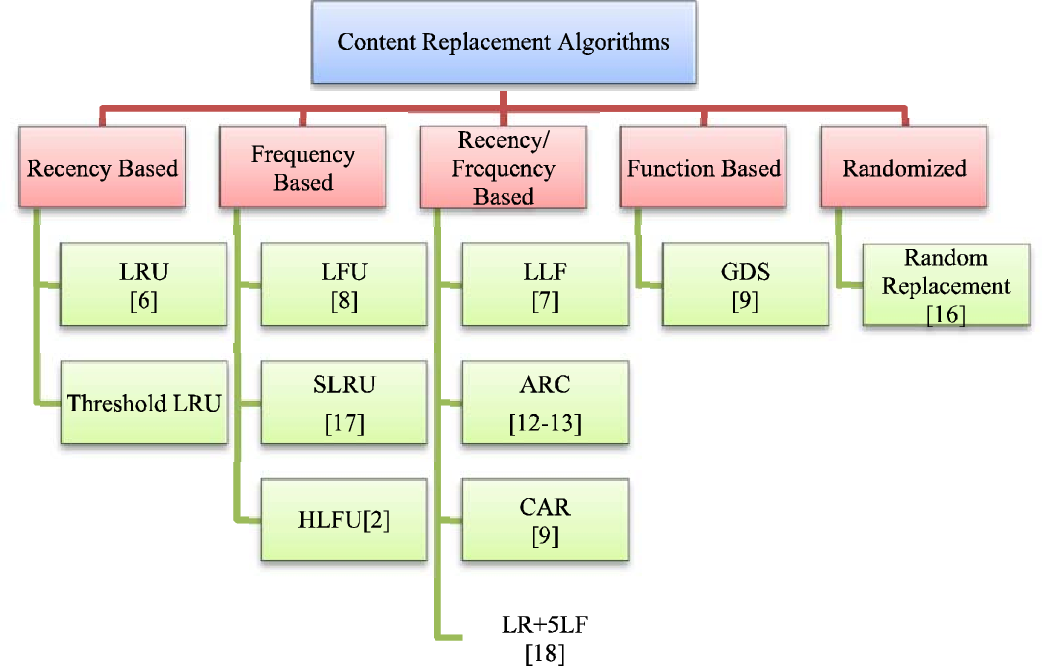 Content Replacement Algorithms
Recency Based
Frequency
Based
Recency/
Frequency
Based
Function Based
Randomized
LRU
[6]
LFU
[8]
LLF
[7]
GDS
[9]
Random
Replacement
[16]
Threshold LRU
SLRU
[17]
ARC
[12-13]
HLFU[2]
CAR
[9]
LR+5LF
[18]